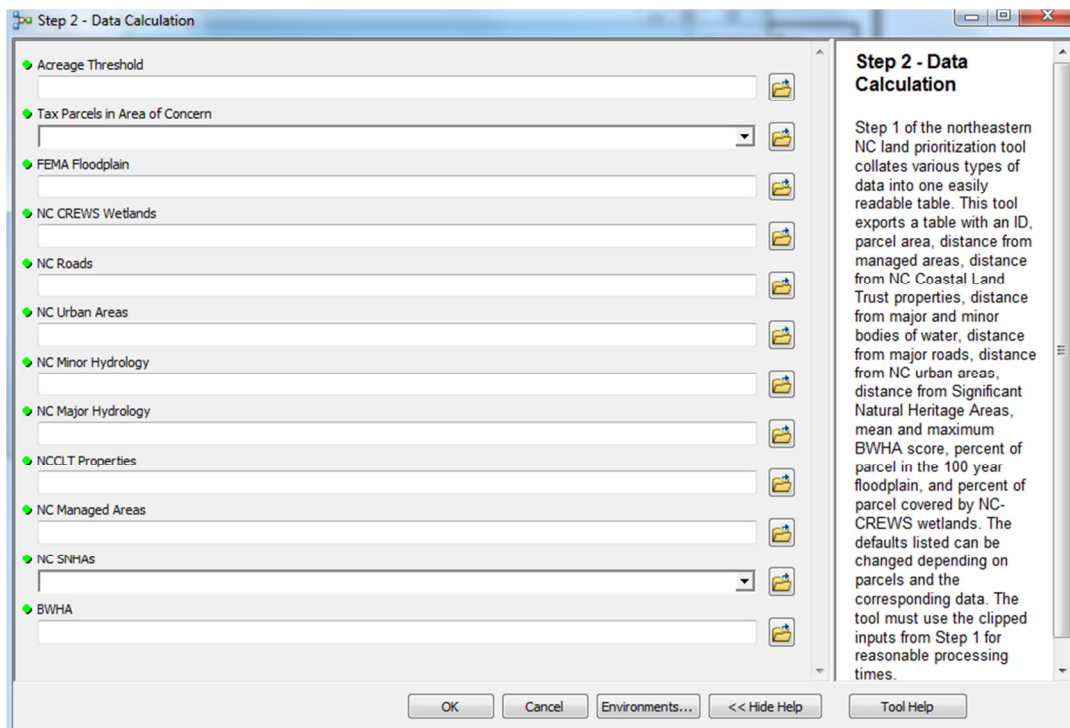 Step 2 - Data Calculation
Acreage Threshold
Tax Parcels in Area of Concern
FEMA Floodplain
NC CREWS Wetlands
NC Roads
NC Urban Areas
NC Minor Hydrology
NC Major Hydrology
NCCLT Properties
NC Managed Areas
NC SNHAs
BWHA
OK
Cancel
Environments...
<< Hide Help
Step 2 - Data
Calculation
Step 1 of the northeastern
NC land prioritization tool
collates various types of
data into one easily
readable table. This tool
exports a table with an ID,
parcel area, distance from
managed areas, distance
from NC Coastal Land
Trust properties, distance
from major and minor
bodies of water, distance
from major roads, distance
from NC urban areas,
distance from Significant
Natural Heritage Areas,
mean and maximum
BWHA score, percent of
parcel in the 100 year
floodplain, and percent of
parcel covered by NC-
CREWS wetlands. The
defaults listed can be
changed depending on
parcels and the
corresponding data. The
tool must use the clipped
inputs from Step 1 for
reasonable processing
times.
Tool Help